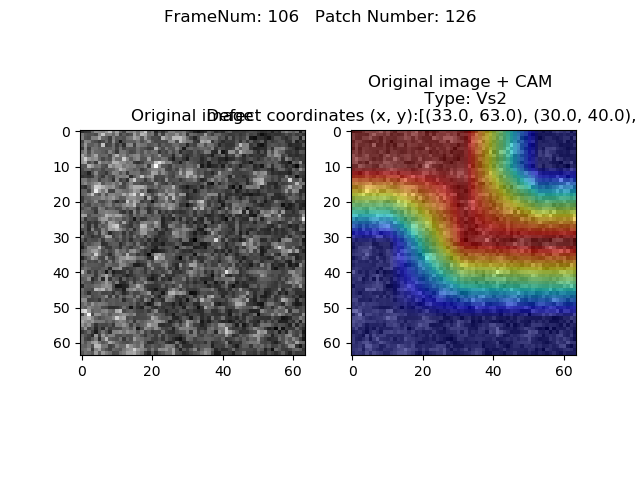 FrameNum: 106   Patch Number: 126
Original image + CAM
Type: Vs2
Original image
Defect coordinates (x, y):[(33.0, 63.0), (30.0, 40.0),
0
10
20
30
40
50
60
0 20 40 60
0
10
20
30
40
50
60
0 20 40 60